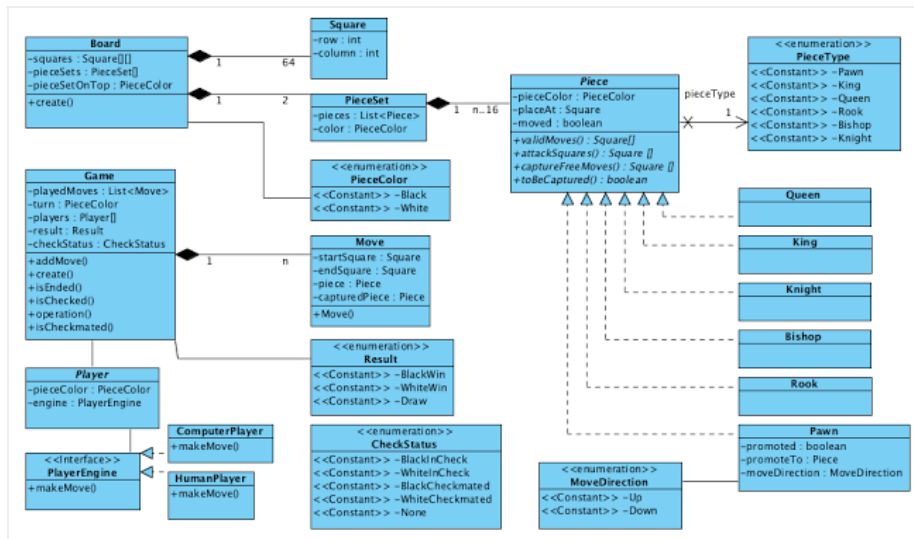 Board
-squares : Square[][]
-pieceSets : PieceSet[]
-pieceSetOnTop : PieceColor
+create()
1
64
Square
-row : int
-column : int
1
2
PieceSet
-pieces : List<Piece>
-color : PieceColor
1
n..16
Piece
-pieceColor : PieceColor
-placeAt : Square
-moved : boolean
+validMoves() : Square[]
+attackSquares() : Square []
+captureFreeMoves() : Square []
+toBeCaptured() : boolean
pieceType
1
<<enumeration>>
PieceType
<<Constant>> -Pawn
<<Constant>> -King
<<Constant>> -Queen
<<Constant>> -Rook
<<Constant>> -Bishop
<<Constant>> -Knight
<<enumeration>>
PieceColor
<<Constant>> -Black
<<Constant>> -White
Game
-playedMoves : List<Move>
-turn : PieceColor
-players : Player[]
-result : Result
-checkStatus : CheckStatus
+addMove()
+create()
+isEnded()
+isChecked()
+operation()
+isCheckmated()
1
n
Move
-startSquare : Square
-endSquare : Square
-piece : Piece
-capturedPiece : Piece
+Move()
Queen
King
Knight
Bishop
Rook
Pawn
-promoted : boolean
-promoteTo : Piece
-moveDirection : MoveDirection
<<enumeration>>
Result
<<Constant>> -BlackWin
<<Constant>> -WhiteWin
<<Constant>> -Draw
Player
-pieceColor : PieceColor
-engine : PlayerEngine
ComputerPlayer
+makeMove()
<<Interface>>
PlayerEngine
+makeMove()
HumanPlayer
+makeMove()
<<enumeration>>
CheckStatus
<<Constant>> -BlackInCheck
<<Constant>> -WhiteInCheck
<<Constant>> -BlackCheckmated
<<Constant>> -WhiteCheckmated
<<Constant>> -None
<<enumeration>>
MoveDirection
<<Constant>> -Up
<<Constant>> -Down